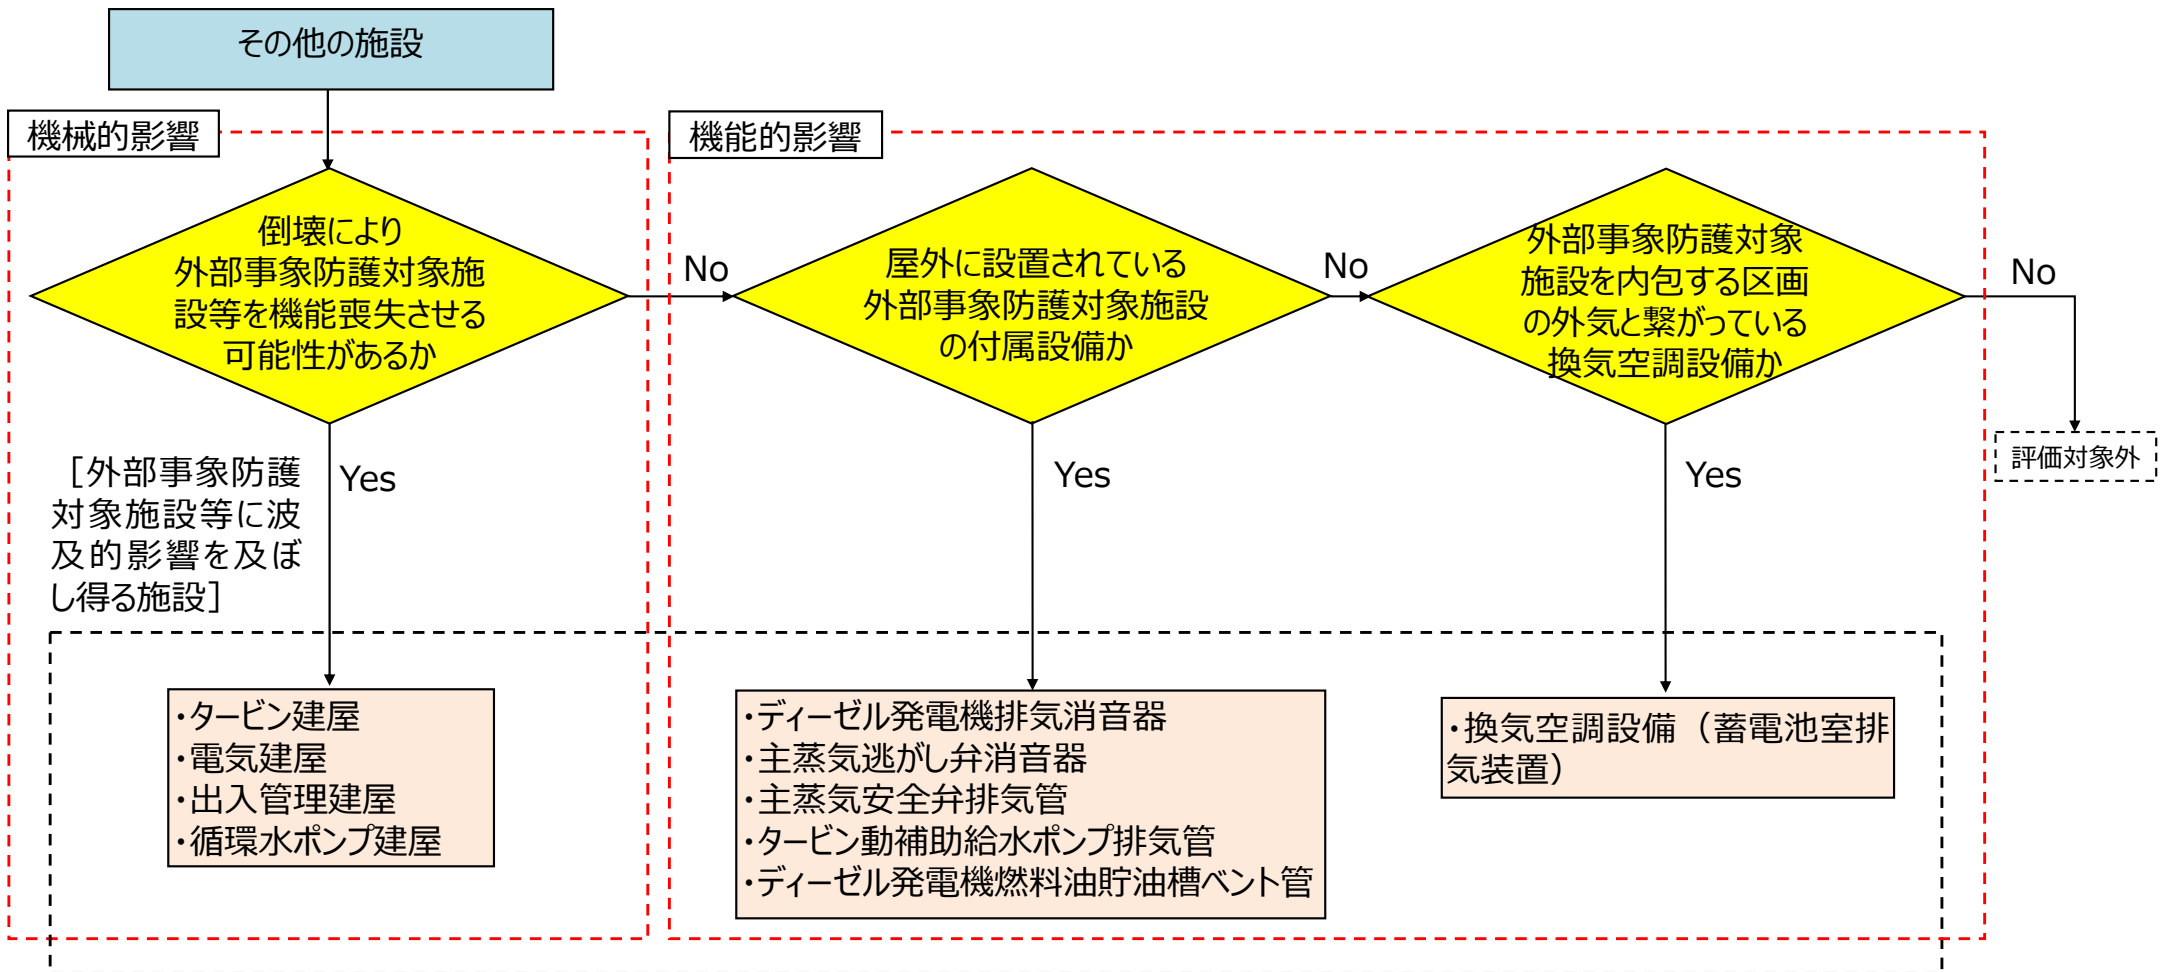 その他の施設
機械的影響
倒壊により
外部事象防護対象施
設等を機能喪失させる
可能性があるか
No
Yes
［外部事象防護
対象施設等に波
及的影響を及ぼ
し得る施設］
・タービン建屋
・電気建屋
・出入管理建屋
・循環水ポンプ建屋
機能的影響
屋外に設置されている
外部事象防護対象施設
の付属設備か
No
Yes
・ディーゼル発電機排気消音器
・主蒸気逃がし弁消音器
・主蒸気安全弁排気管
・タービン動補助給水ポンプ排気管
・ディーゼル発電機燃料油貯油槽ベント管
外部事象防護対象
施設を内包する区画
の外気と繋がっている
換気空調設備か
No
Yes
・換気空調設備（蓄電池室排
気装置）
評価対象外